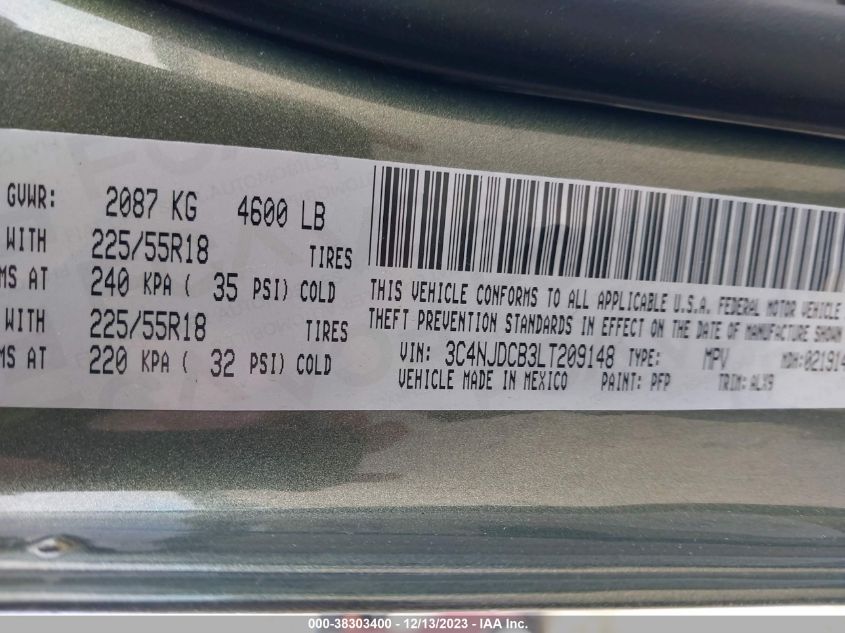 GVWR: 2087 KG 4600 LB
WITH 225/55R18 TIRES
MS AT 240 KPA ( 35 PSI) COLD
WITH 225/55R18 TIRES
MS AT 220 KPA ( 32 PSI) COLD
THIS VEHICLE CONFORMS TO ALL APPLICABLE U.S.A. FEDERAL MOTOR VEHICLE
THEFT PREVENTION STANDARDS IN EFFECT ON THE DATE OF MANUFACTURE SHOWN
VIN: 3C4NJDCB3LT209148 TYPE: MPV MDH:021914
VEHICLE MADE IN MEXICO PAINT: PFP TRIM: ALX9
000-38303400 - 12/13/2023 - IAA Inc.